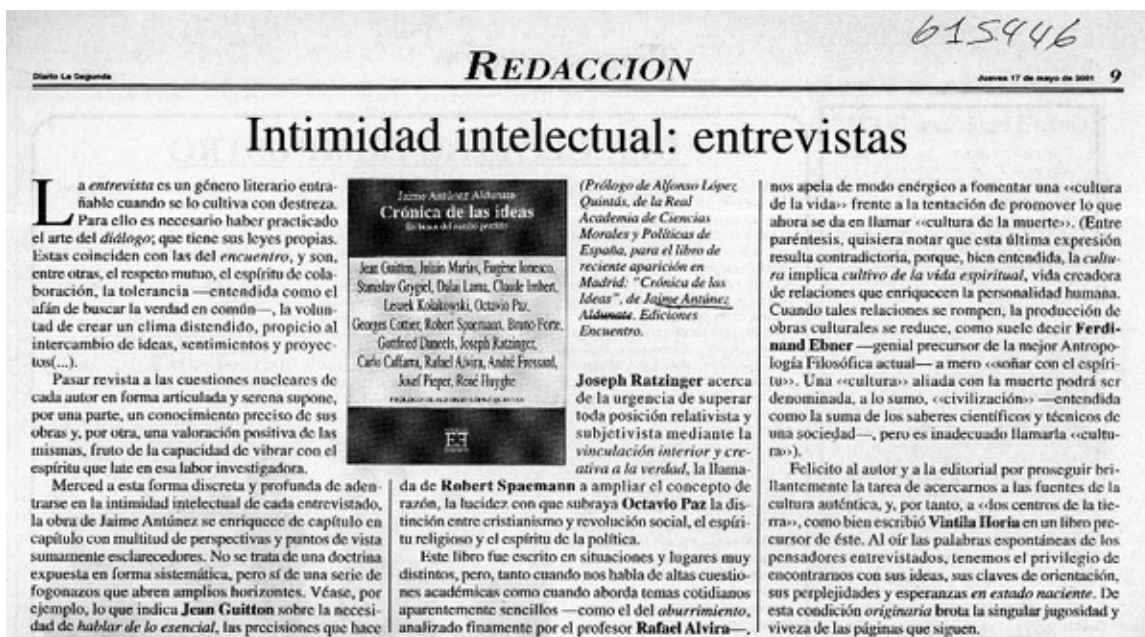 615446
Diario La Segunda
REDACCION
Jueves 17 de mayo de 2001 9
Intimidad intelectual: entrevistas
La entrevista es un género literario entra-
ñable cuando se lo cultiva con destreza.
Para ello es necesario haber practicado
el arte del diálogo; que tiene sus leyes propias.
Estas coinciden con las del encuentro, y son,
entre otras, el respeto mutuo, el espíritu de cola-
boración, la tolerancia —entendida como el
afán de buscar la verdad en común—, la volun-
tad de crear un clima distendido, propicio al
intercambio de ideas, sentimientos y proyec-
tos(...).
Pasar revista a las cuestiones nucleares de
cada autor en forma articulada y serena supone,
por una parte, un conocimiento preciso de sus
obras y, por otra, una valoración positiva de las
mismas, fruto de la capacidad de vibrar con el
espíritu que late en esa labor investigadora.
Merced a esta forma discreta y profunda de aden-
trarse en la intimidad intelectual de cada entrevistado,
la obra de Jaime Antúnez se enriquece de capítulo en
capítulo con multitud de perspectivas y puntos de vista
sumamente esclarecedores. No se trata de una doctrina
expuesta en forma sistemática, pero sí de una serie de
fogonazos que abren amplios horizontes. Véase, por
ejemplo, lo que indica Jean Guitton sobre la necesi-
dad de hablar de lo esencial, las precisiones que hace
Jaime Antúnez Aldunate
Crónica de las ideas
En busca del rumbo perdido
Jean Guitton, Julián Marías, Eugène Ionesco,
Stanislav Grygiel, Dalai Lama, Claude Imbert,
Leszek Kolakowski, Octavio Paz,
Georges Cottier, Robert Spaemann, Bruno Forte,
Gottfried Daneels, Joseph Ratzinger,
Carlo Caffarra, Rafael Alvira, André Frossard,
Josef Pieper, René Huyghe
PRÓLOGO DE ALFONSO LÓPEZ QUINTÁS
EE
(Prólogo de Alfonso López
Quintás, de la Real
Academia de Ciencias
Morales y Políticas de
España, para el libro de
reciente aparición en
Madrid: "Crónica de las
Ideas", de Jaime Antúnez
Aldunate. Ediciones
Encuentro.
Joseph Ratzinger acerca
de la urgencia de superar
toda posición relativista y
subjetivista mediante la
vinculación interior y cre-
ativa a la verdad, la llama-
da de Robert Spaemann a ampliar el concepto de
razón, la lucidez con que subraya Octavio Paz la dis-
tinción entre cristianismo y revolución social, el espíri-
tu religioso y el espíritu de la política.
Este libro fue escrito en situaciones y lugares muy
distintos, pero, tanto cuando nos habla de altas cuestio-
nes académicas como cuando aborda temas cotidianos
aparentemente sencillos —como el del aburrimiento,
analizado finamente por el profesor Rafael Alvira—,
nos apela de modo enérgico a fomentar una «cultura
de la vida» frente a la tentación de promover lo que
ahora se da en llamar «cultura de la muerte». (Entre
paréntesis, quisiera notar que esta última expresión
resulta contradictoria, porque, bien entendida, la cultu-
ra implica cultivo de la vida espiritual, vida creadora
de relaciones que enriquecen la personalidad humana.
Cuando tales relaciones se rompen, la producción de
obras culturales se reduce, como suele decir Ferdi-
nand Ebner —genial precursor de la mejor Antropo-
logía Filosófica actual— a mero «soñar con el espíri-
tu». Una «cultura» aliada con la muerte podrá ser
denominada, a lo sumo, «civilización» —entendida
como la suma de los saberes científicos y técnicos de
una sociedad—, pero es inadecuado llamarla «cultu-
ra»).
Felicito al autor y a la editorial por proseguir bri-
llantemente la tarea de acercarnos a las fuentes de la
cultura auténtica, y, por tanto, a «los centros de la tie-
rra», como bien escribió Vintila Horia en un libro pre-
cursor de éste. Al oír las palabras espontáneas de los
pensadores entrevistados, tenemos el privilegio de
encontrarnos con sus ideas, sus claves de orientación,
sus perplejidades y esperanzas en estado naciente. De
esta condición originaria brota la singular jugosidad y
viveza de las páginas que siguen.